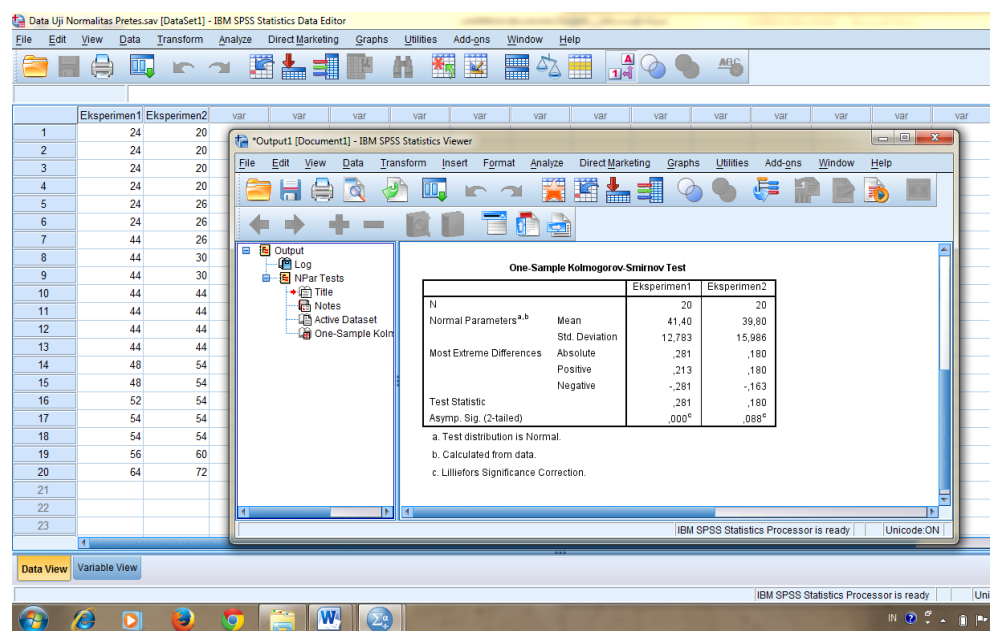 Data Uji Normalitas Pretes.sav [DataSet1] - IBM SPSS Statistics Data Editor
File Edit View Data Transform Analyze Direct Marketing Graphs Utilities Add-ons Window Help
Eksperimen1 Eksperimen2 var var var var var var var var var var var var var
1 24 20
2 24 20
3 24 20
4 24 20
5 24 26
6 24 26
7 44 26
8 44 30
9 44 30
10 44 44
11 44 44
12 44 44
13 44 44
14 48 54
15 48 54
16 52 54
17 54 54
18 54 54
19 56 60
20 64 72
21
22
23
*Output1 [Document1] - IBM SPSS Statistics Viewer
File Edit View Data Transform Insert Format Analyze Direct Marketing Graphs Utilities Add-ons Window Help
Output
Log
NPar Tests
Title
Notes
Active Dataset
One-Sample Kolm
One-Sample Kolmogorov-Smirnov Test
Eksperimen1 Eksperimen2
N 20 20
Normal Parameters a,b Mean 41,40 39,80
Std. Deviation 12,783 15,986
Most Extreme Differences Absolute ,281 ,180
Positive ,213 ,180
Negative -,281 -,163
Test Statistic ,281 ,180
Asymp. Sig. (2-tailed) ,000c ,088c
a. Test distribution is Normal.
b. Calculated from data.
c. Lilliefors Significance Correction.
IBM SPSS Statistics Processor is ready Unicode:ON
Data View Variable View
IBM SPSS Statistics Processor is ready Uni
IN